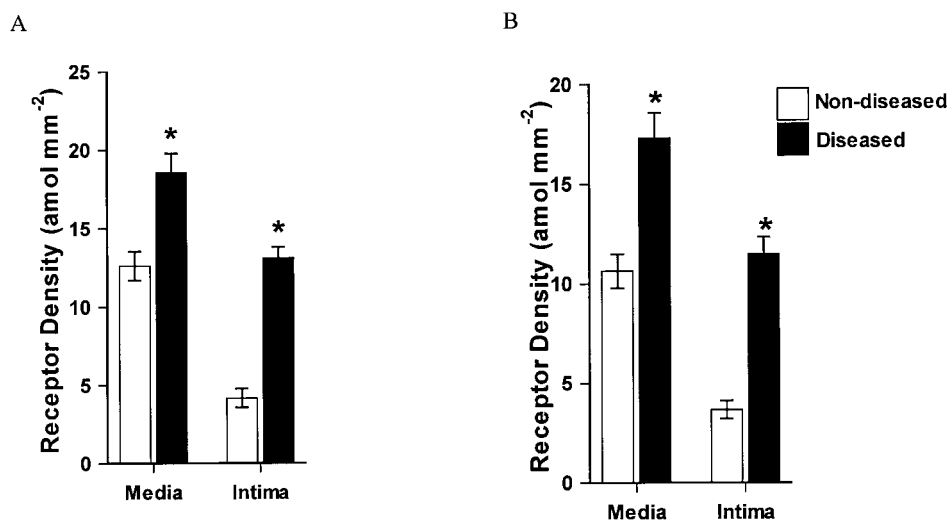 A
Receptor Density (amol mm-2)
25
20
15
10
5
0
*
*
Media
Intima
B
Receptor Density (amol mm-2)
20
15
10
5
0
*
*
Media
Intima
Non-diseased
Diseased